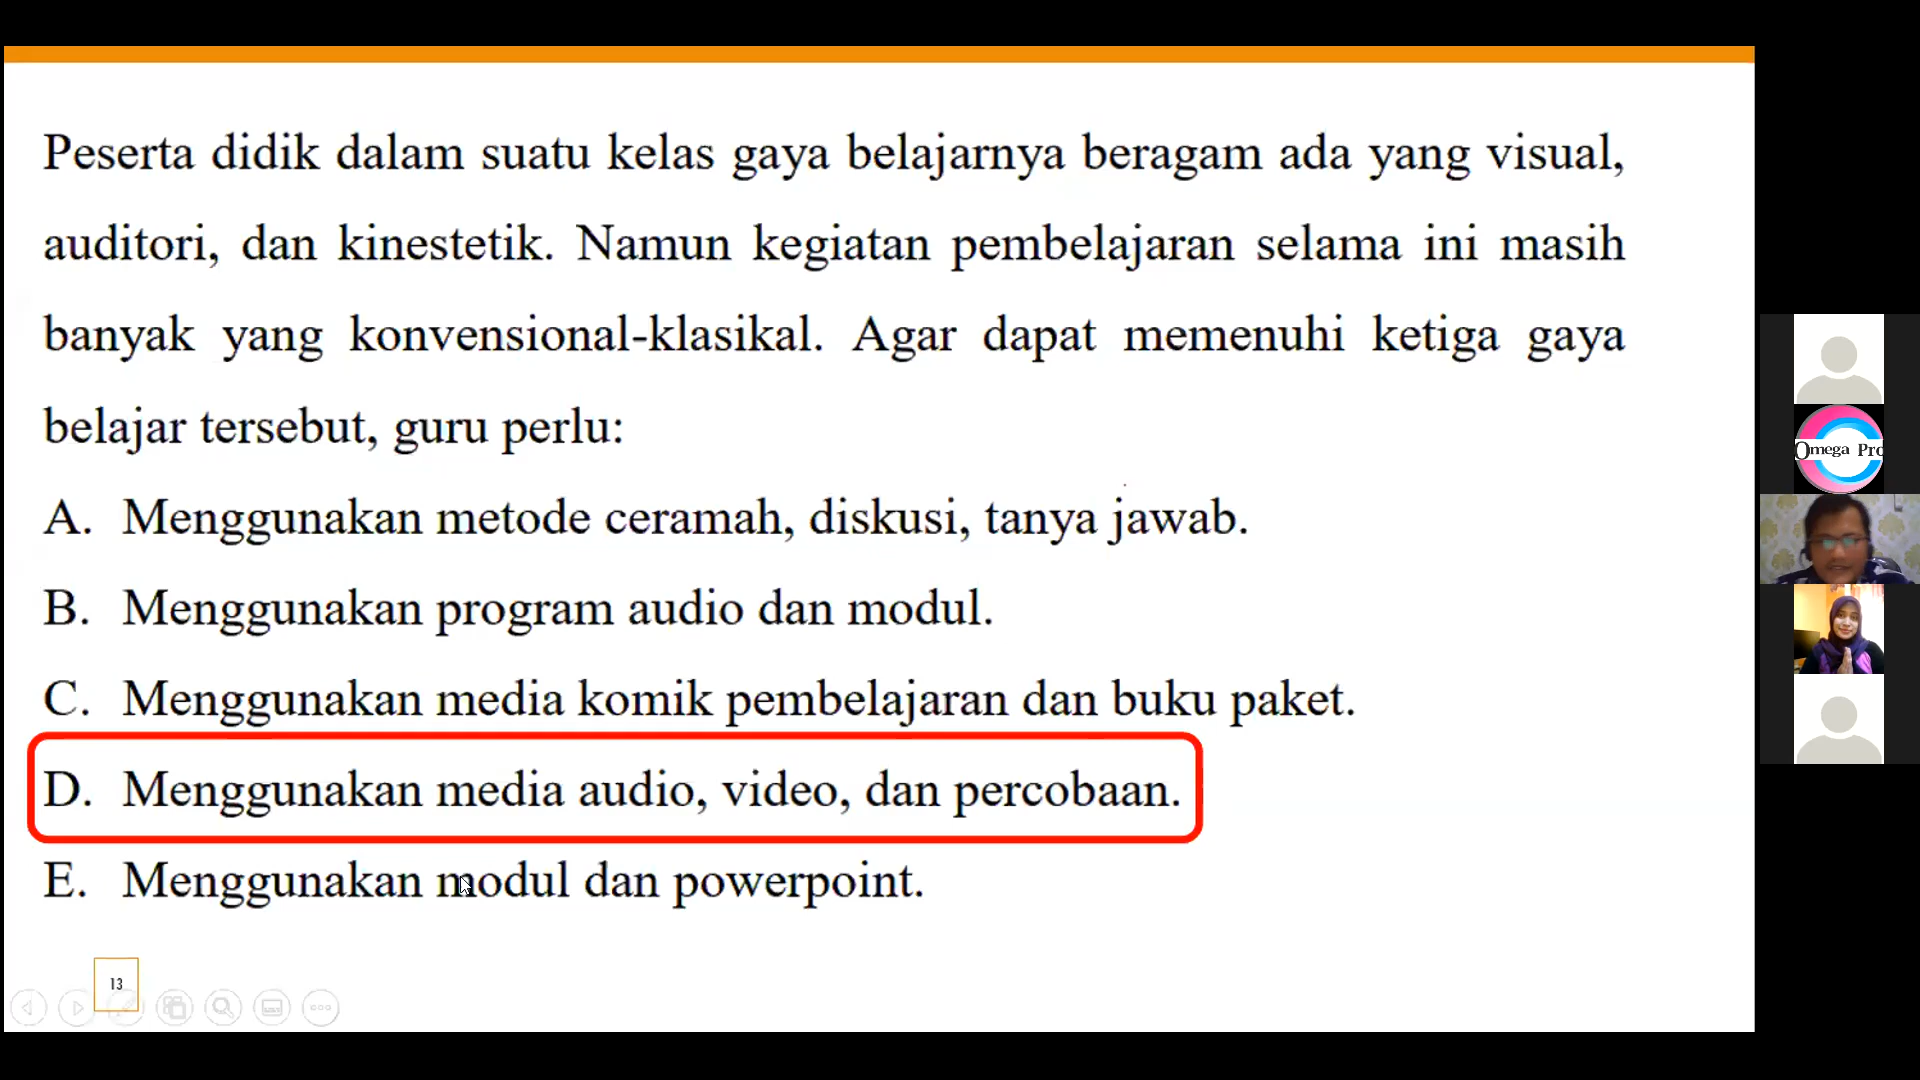 Peserta didik dalam suatu kelas gaya belajarnya beragam ada yang visual,
auditori, dan kinestetik. Namun kegiatan pembelajaran selama ini masih
banyak yang konvensional-klasikal. Agar dapat memenuhi ketiga gaya
belajar tersebut, guru perlu:
A. Menggunakan metode ceramah, diskusi, tanya jawab.
B. Menggunakan program audio dan modul.
C. Menggunakan media komik pembelajaran dan buku paket.
D. Menggunakan media audio, video, dan percobaan.
E. Menggunakan modul dan powerpoint.
13
Omega Pro